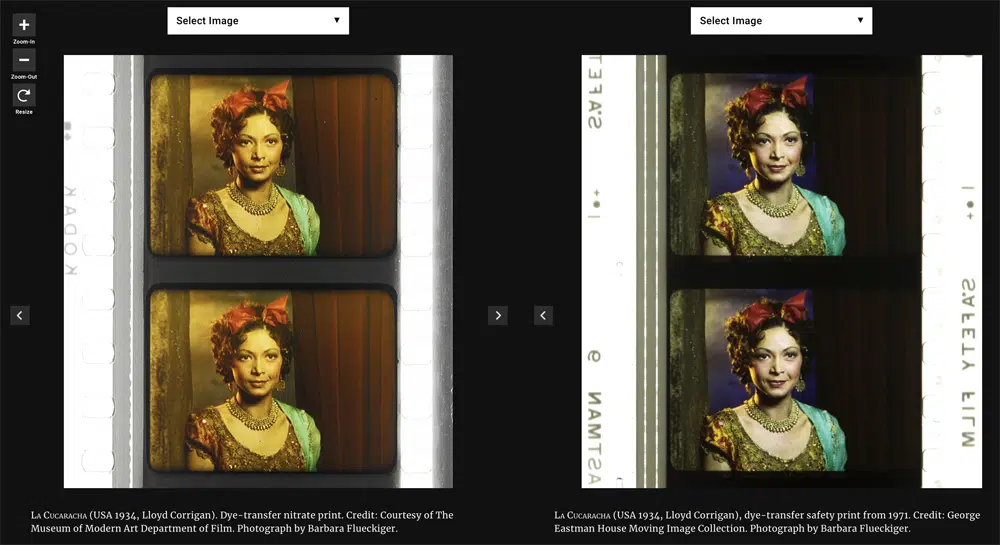 Select Image
Select Image
Zoom-In
Zoom-Out
Resize
KODAK
SAFET
EASTMAN 6
SAFETY FILM
LA CUCARACHA (USA 1934, Lloyd Corrigan). Dye-transfer nitrate print. Credit: Courtesy of The
Museum of Modern Art Department of Film. Photograph by Barbara Flueckiger.
LA CUCARACHA (USA 1934, Lloyd Corrigan), dye-transfer safety print from 1971. Credit: George
Eastman House Moving Image Collection. Photograph by Barbara Flueckiger.